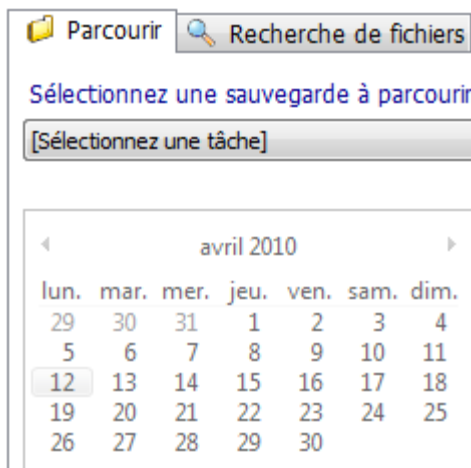 Parcourir Recherche de fichiers
Sélectionnez une sauvegarde à parcourir
[Sélectionnez une tâche]
avril 2010
lun. mar. mer. jeu. ven. sam. dim.
29 30 31 1 2 3 4
5 6 7 8 9 10 11
12 13 14 15 16 17 18
19 20 21 22 23 24 25
26 27 28 29 30